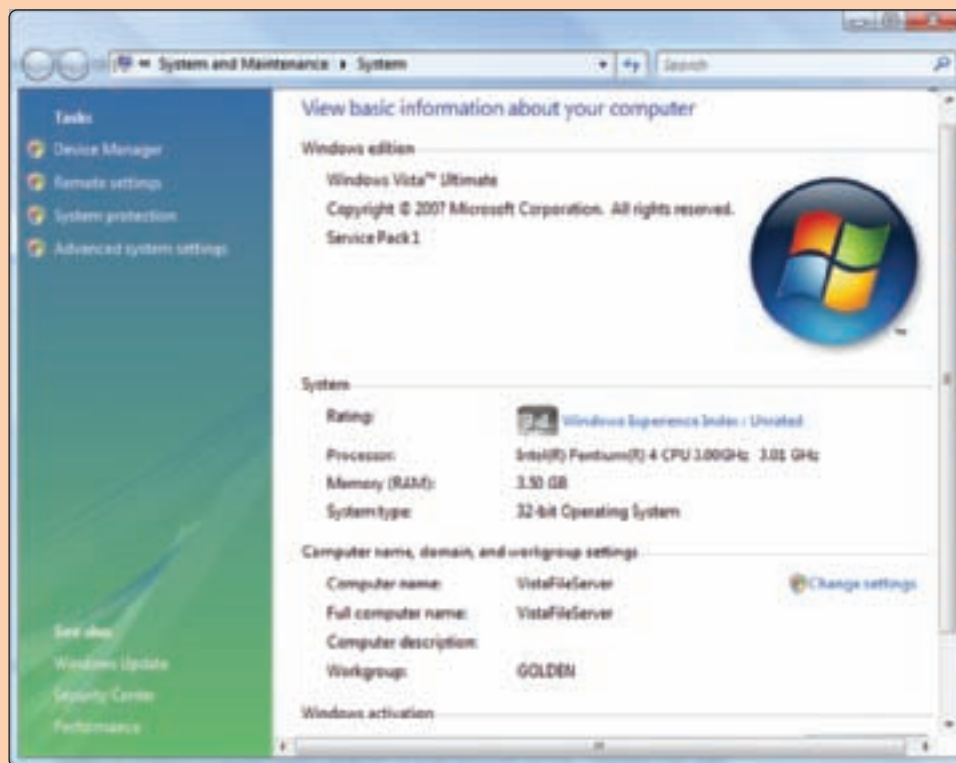 System and Maintenance System
Search
Tasks
Device Manager
Remote settings
System protection
Advanced system settings
See also
Windows Update
Security Center
Performance
View basic information about your computer
Windows edition
Windows Vista™ Ultimate
Copyright © 2007 Microsoft Corporation. All rights reserved.
Service Pack 1
TM
System
Rating: Windows Experience Index : Unrated
Processor: Intel(R) Pentium(R) 4 CPU 3.00GHz 3.01 GHz
Memory (RAM): 3.50 GB
System type: 32-bit Operating System
Computer name, domain, and workgroup settings
Computer name: VistaFileServer Change settings
Full computer name: VistaFileServer
Computer description:
Workgroup: GOLDEN
Windows activation